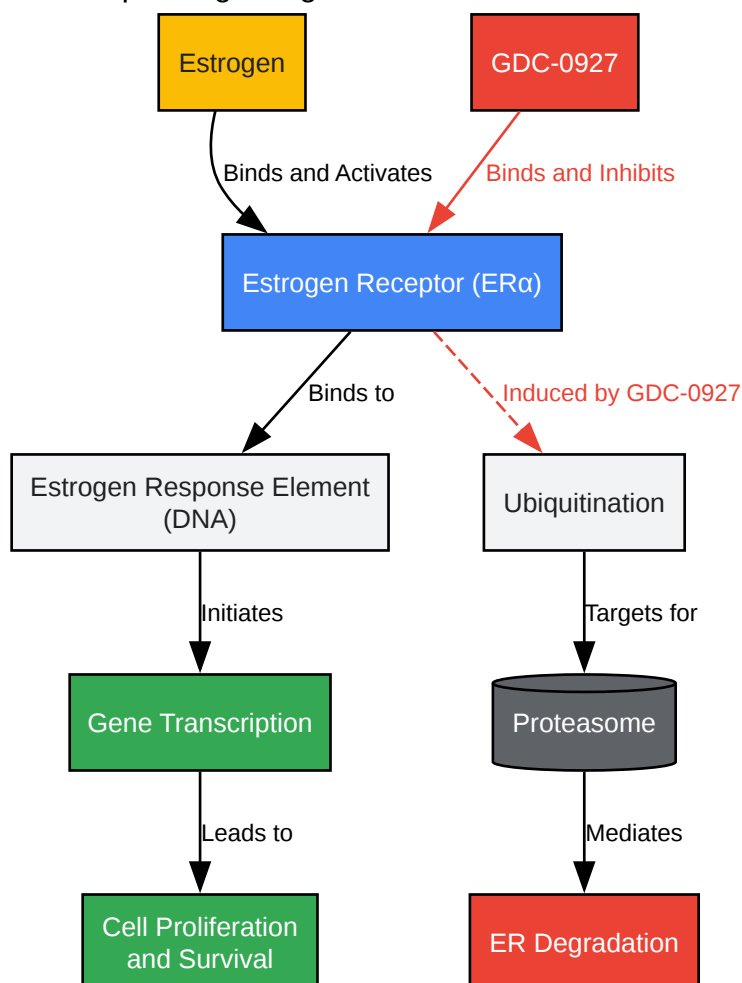 Estrogen
GDC-0927
Binds and Activates
Binds and Inhibits
Estrogen Receptor (ERα)
Binds to
Induced by GDC-0927
Estrogen Response Element
(DNA)
Ubiquitination
Initiates
Targets for
Gene Transcription
Proteasome
Leads to
Mediates
Cell Proliferation
and Survival
ER Degradation